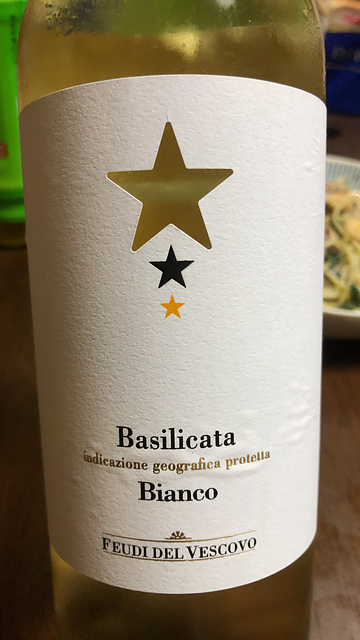 Basilicata
indicazione geografica protetta
Bianco
FEUDI DEL VESCOVO